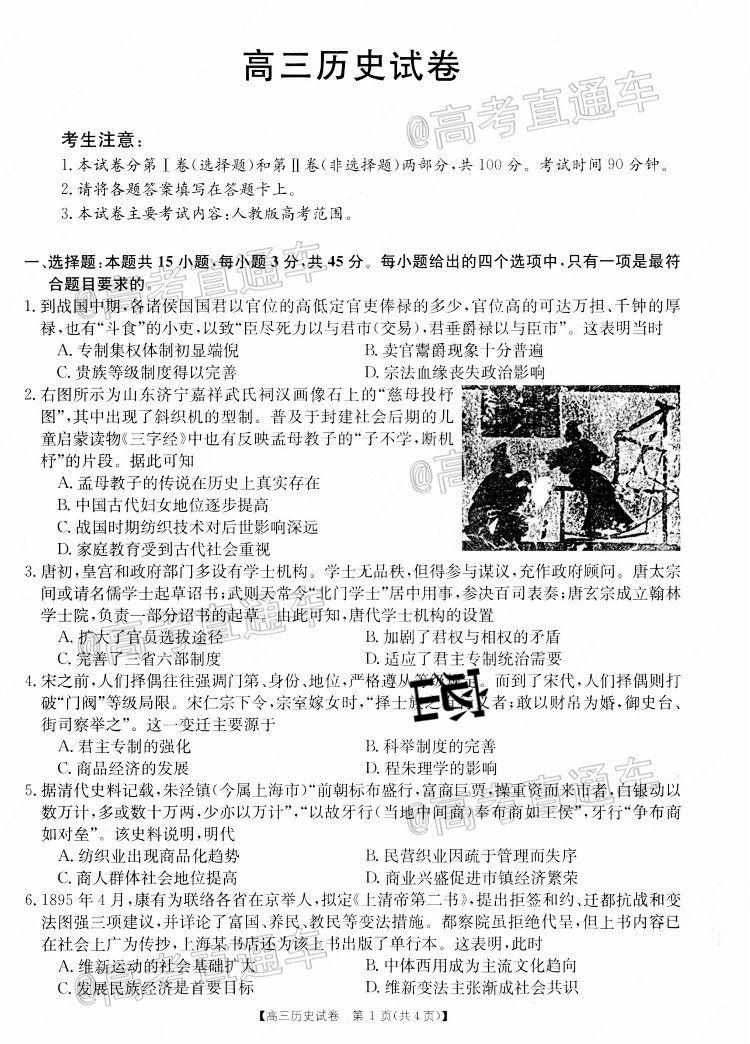 高三历史试卷
@高考直通车
考生注意:
1.本试卷分第Ⅰ卷(选择题)和第Ⅱ卷(非选择题)两部分,共100分。考试时间90分钟。
2.请将各题答案填写在答题卡上。
3.本试卷主要考试内容:人教版高考范围。
一、选择题:本题共15小题,每小题3分,共45分。每小题给出的四个选项中,只有一项是最符
合题目要求的。
@高考直通车
1.到战国中期,各诸侯国国君以官位的高低定官吏俸禄的多少,官位高的可达万担、千钟的厚
禄,也有“斗食”的小吏,以致“臣尽死力以与君市(交易),君垂爵禄以与臣市”。这表明当时
A.专制集权体制初显端倪 B.卖官鬻爵现象十分普遍
C.贵族等级制度得以完善 D.宗法血缘丧失政治影响
2.右图所示为山东济宁嘉祥武氏祠汉画像石上的“慈母投杼
图”,其中出现了斜织机的型制。普及于封建社会后期的儿
童启蒙读物《三字经》中也有反映孟母教子的“子不学,断机
杼”的片段。据此可知
@高考直通车
A.孟母教子的传说在历史上真实存在
B.中国古代妇女地位逐步提高
C.战国时期纺织技术对后世影响深远
D.家庭教育受到古代社会重视
3.唐初,皇宫和政府部门多设有学士机构。学士无品秩,但得参与谋议,充作政府顾问。唐太宗
间或请名儒学士起草诏书;武则天常令“北门学士”居中用事,参决百司表奏;唐玄宗成立翰林
学士院,负责一部分诏书的起草。由此可知,唐代学士机构的设置
@高考直通车
A.扩大了官员选拔途径 B.加剧了君权与相权的矛盾
C.完善了三省六部制度 D.适应了君主专制统治需要
4.宋之前,人们择偶往往强调门第、身份、地位,严格遵从等级 。而到了宋代,人们择偶则打
破“门阀”等级局限。宋仁宗下令,宗室嫁女时,“择士族之 义者;敢以财帛为婚,御史台、
街司察举之”。这一变迁主要源于
A.君主专制的强化 B.科举制度的完善
C.商品经济的发展 D.程朱理学的影响
@高考直通车
5.据清代史料记载,朱泾镇(今属上海市)“前朝标布盛行,富商巨贾,操重资而来市者,白银动以
数万计,多或数十万两,少亦以万计”,“以故牙行(当地中间商)奉布商如王侯”,牙行“争布商
如对垒”。该史料说明,明代
A.纺织业出现商品化趋势 B.民营织业因疏于管理而失序
C.商人群体社会地位提高 D.商业兴盛促进市镇经济繁荣
6.1895年4月,康有为联络各省在京举人,拟定《上清帝第二书》,提出拒签和约、迁都抗战和变
法图强三项建议,并详论了富国、养民、教民等变法措施。都察院虽拒绝代呈,但上书内容已
在社会上广为传抄,上海某书店还为该上书出版了单行本。这表明,此时
@高考直通车
A.维新运动的社会基础扩大 B.中体西用成为主流文化趋向
C.发展民族经济是首要目标 D.维新变法主张渐成社会共识
【高三历史试卷 第1页(共4页)】